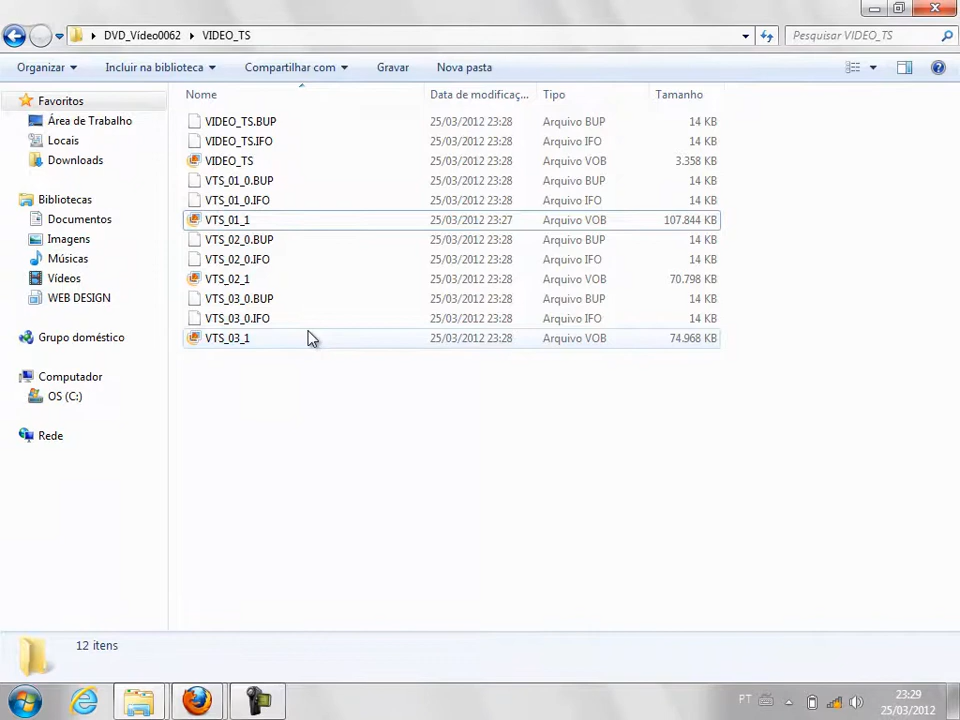 DVD_Vídeo0062 VIDEO_TS Pesquisar VIDEO_TS
Organizar Incluir na biblioteca Compartilhar com Gravar Nova pasta
Nome Data de modificaç... Tipo Tamanho
Favoritos
Área de Trabalho
Locais
Downloads
Bibliotecas
Documentos
Imagens
Músicas
Vídeos
WEB DESIGN
Grupo doméstico
Computador
OS (C:)
Rede
VIDEO_TS.BUP 25/03/2012 23:28 Arquivo BUP 14 KB
VIDEO_TS.IFO 25/03/2012 23:28 Arquivo IFO 14 KB
VIDEO_TS 25/03/2012 23:28 Arquivo VOB 3.358 KB
VTS_01_0.BUP 25/03/2012 23:28 Arquivo BUP 14 KB
VTS_01_0.IFO 25/03/2012 23:28 Arquivo IFO 14 KB
VTS_01_1 25/03/2012 23:27 Arquivo VOB 107.844 KB
VTS_02_0.BUP 25/03/2012 23:28 Arquivo BUP 14 KB
VTS_02_0.IFO 25/03/2012 23:28 Arquivo IFO 14 KB
VTS_02_1 25/03/2012 23:28 Arquivo VOB 70.798 KB
VTS_03_0.BUP 25/03/2012 23:28 Arquivo BUP 14 KB
VTS_03_0.IFO 25/03/2012 23:28 Arquivo IFO 14 KB
VTS_03_1 25/03/2012 23:28 Arquivo VOB 74.968 KB
12 itens
PT 23:29
25/03/2012